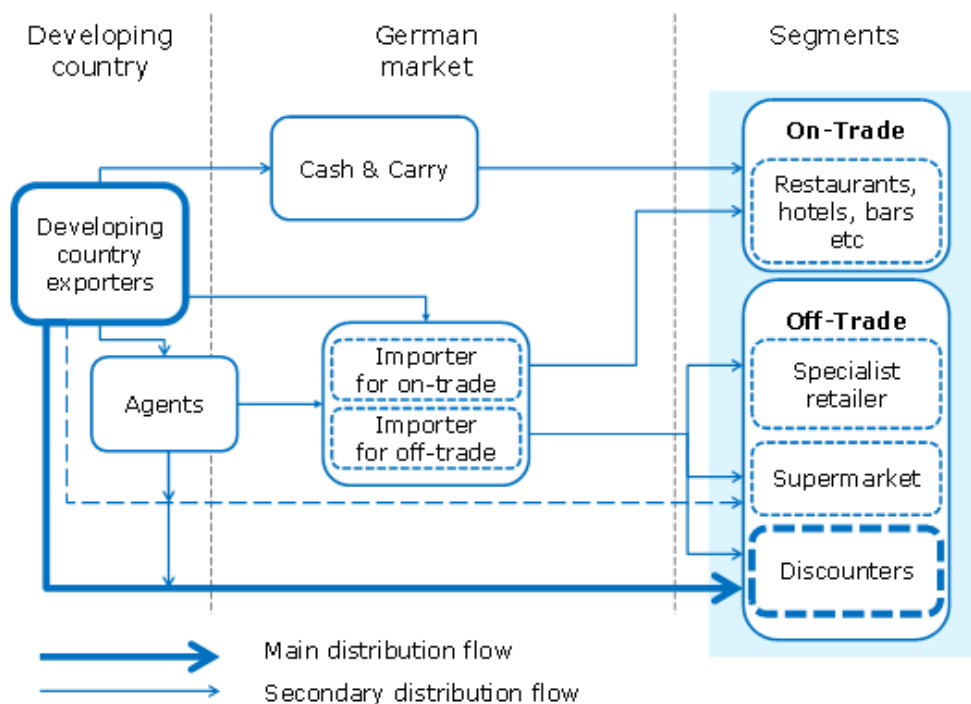 Developing
country
German
market
Segments
On-Trade
Cash & Carry
Restaurants,
hotels, bars
etc
Developing
country
exporters
Off-Trade
Importer
for on-trade
Specialist
retailer
Agents
Importer
for off-trade
Supermarket
Discounters
Main distribution flow
Secondary distribution flow